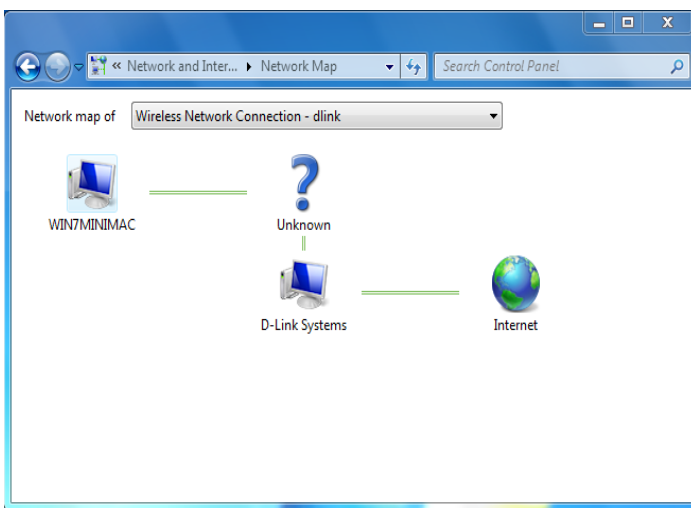 « Network and Inter... ▸ Network Map
Search Control Panel
Network map of Wireless Network Connection - dlink
WIN7MINIMAC
Unknown
D-Link Systems
Internet